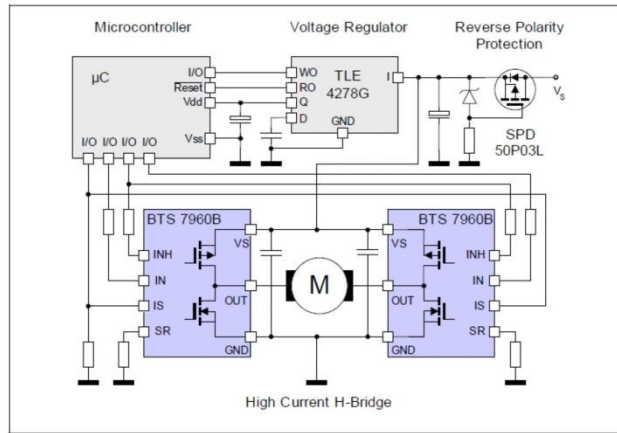 Microcontroller
Voltage Regulator
Reverse Polarity
Protection
µC
I/O
Reset
Vdd
Vss
I/O I/O I/O I/O
WO
RO
Q
D
TLE
4278G
GND
I
VS
SPD
50P03L
BTS 7960B
VS
INH
IN
OUT
IS
SR
GND
M
BTS 7960B
VS
INH
IN
OUT
IS
SR
GND
High Current H-Bridge